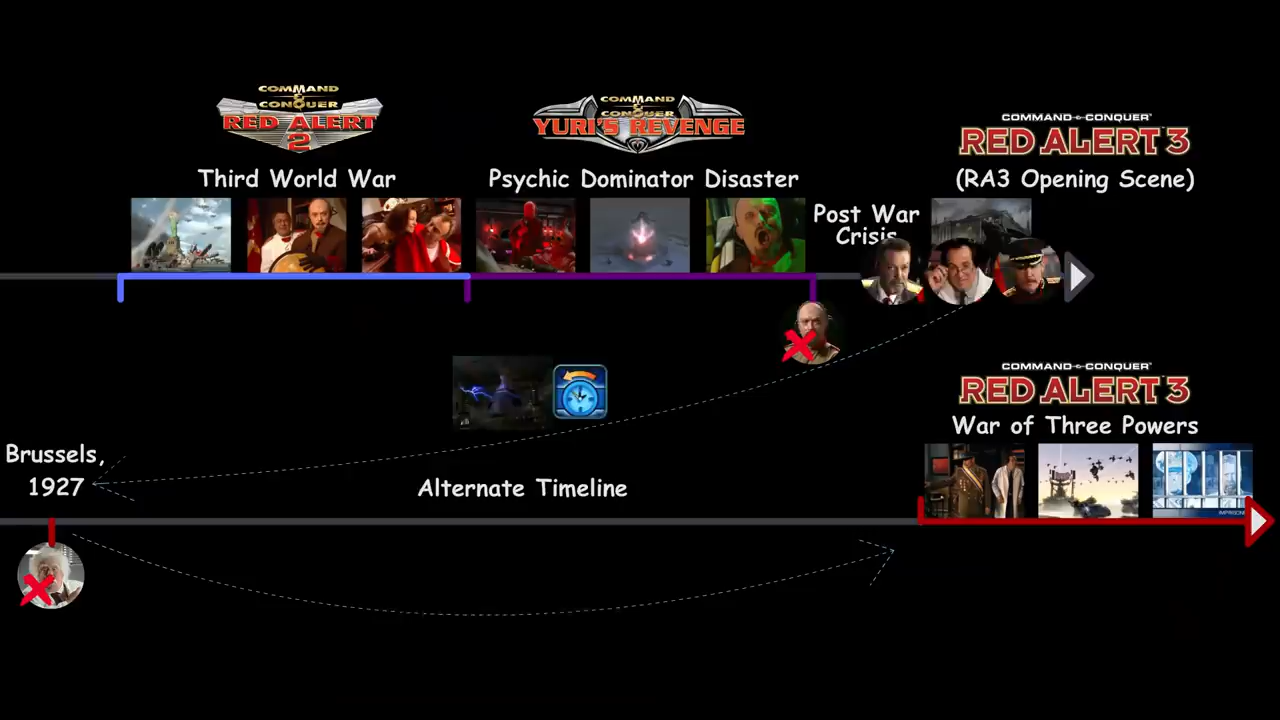 COMMAND & CONQUER
RED ALERT
2
Third World War
COMMAND & CONQUER
YURI'S REVENGE
Psychic Dominator Disaster
Post War
Crisis
COMMAND & CONQUER
RED ALERT 3
(RA3 Opening Scene)
COMMAND & CONQUER
RED ALERT 3
War of Three Powers
Brussels,
1927
Alternate Timeline